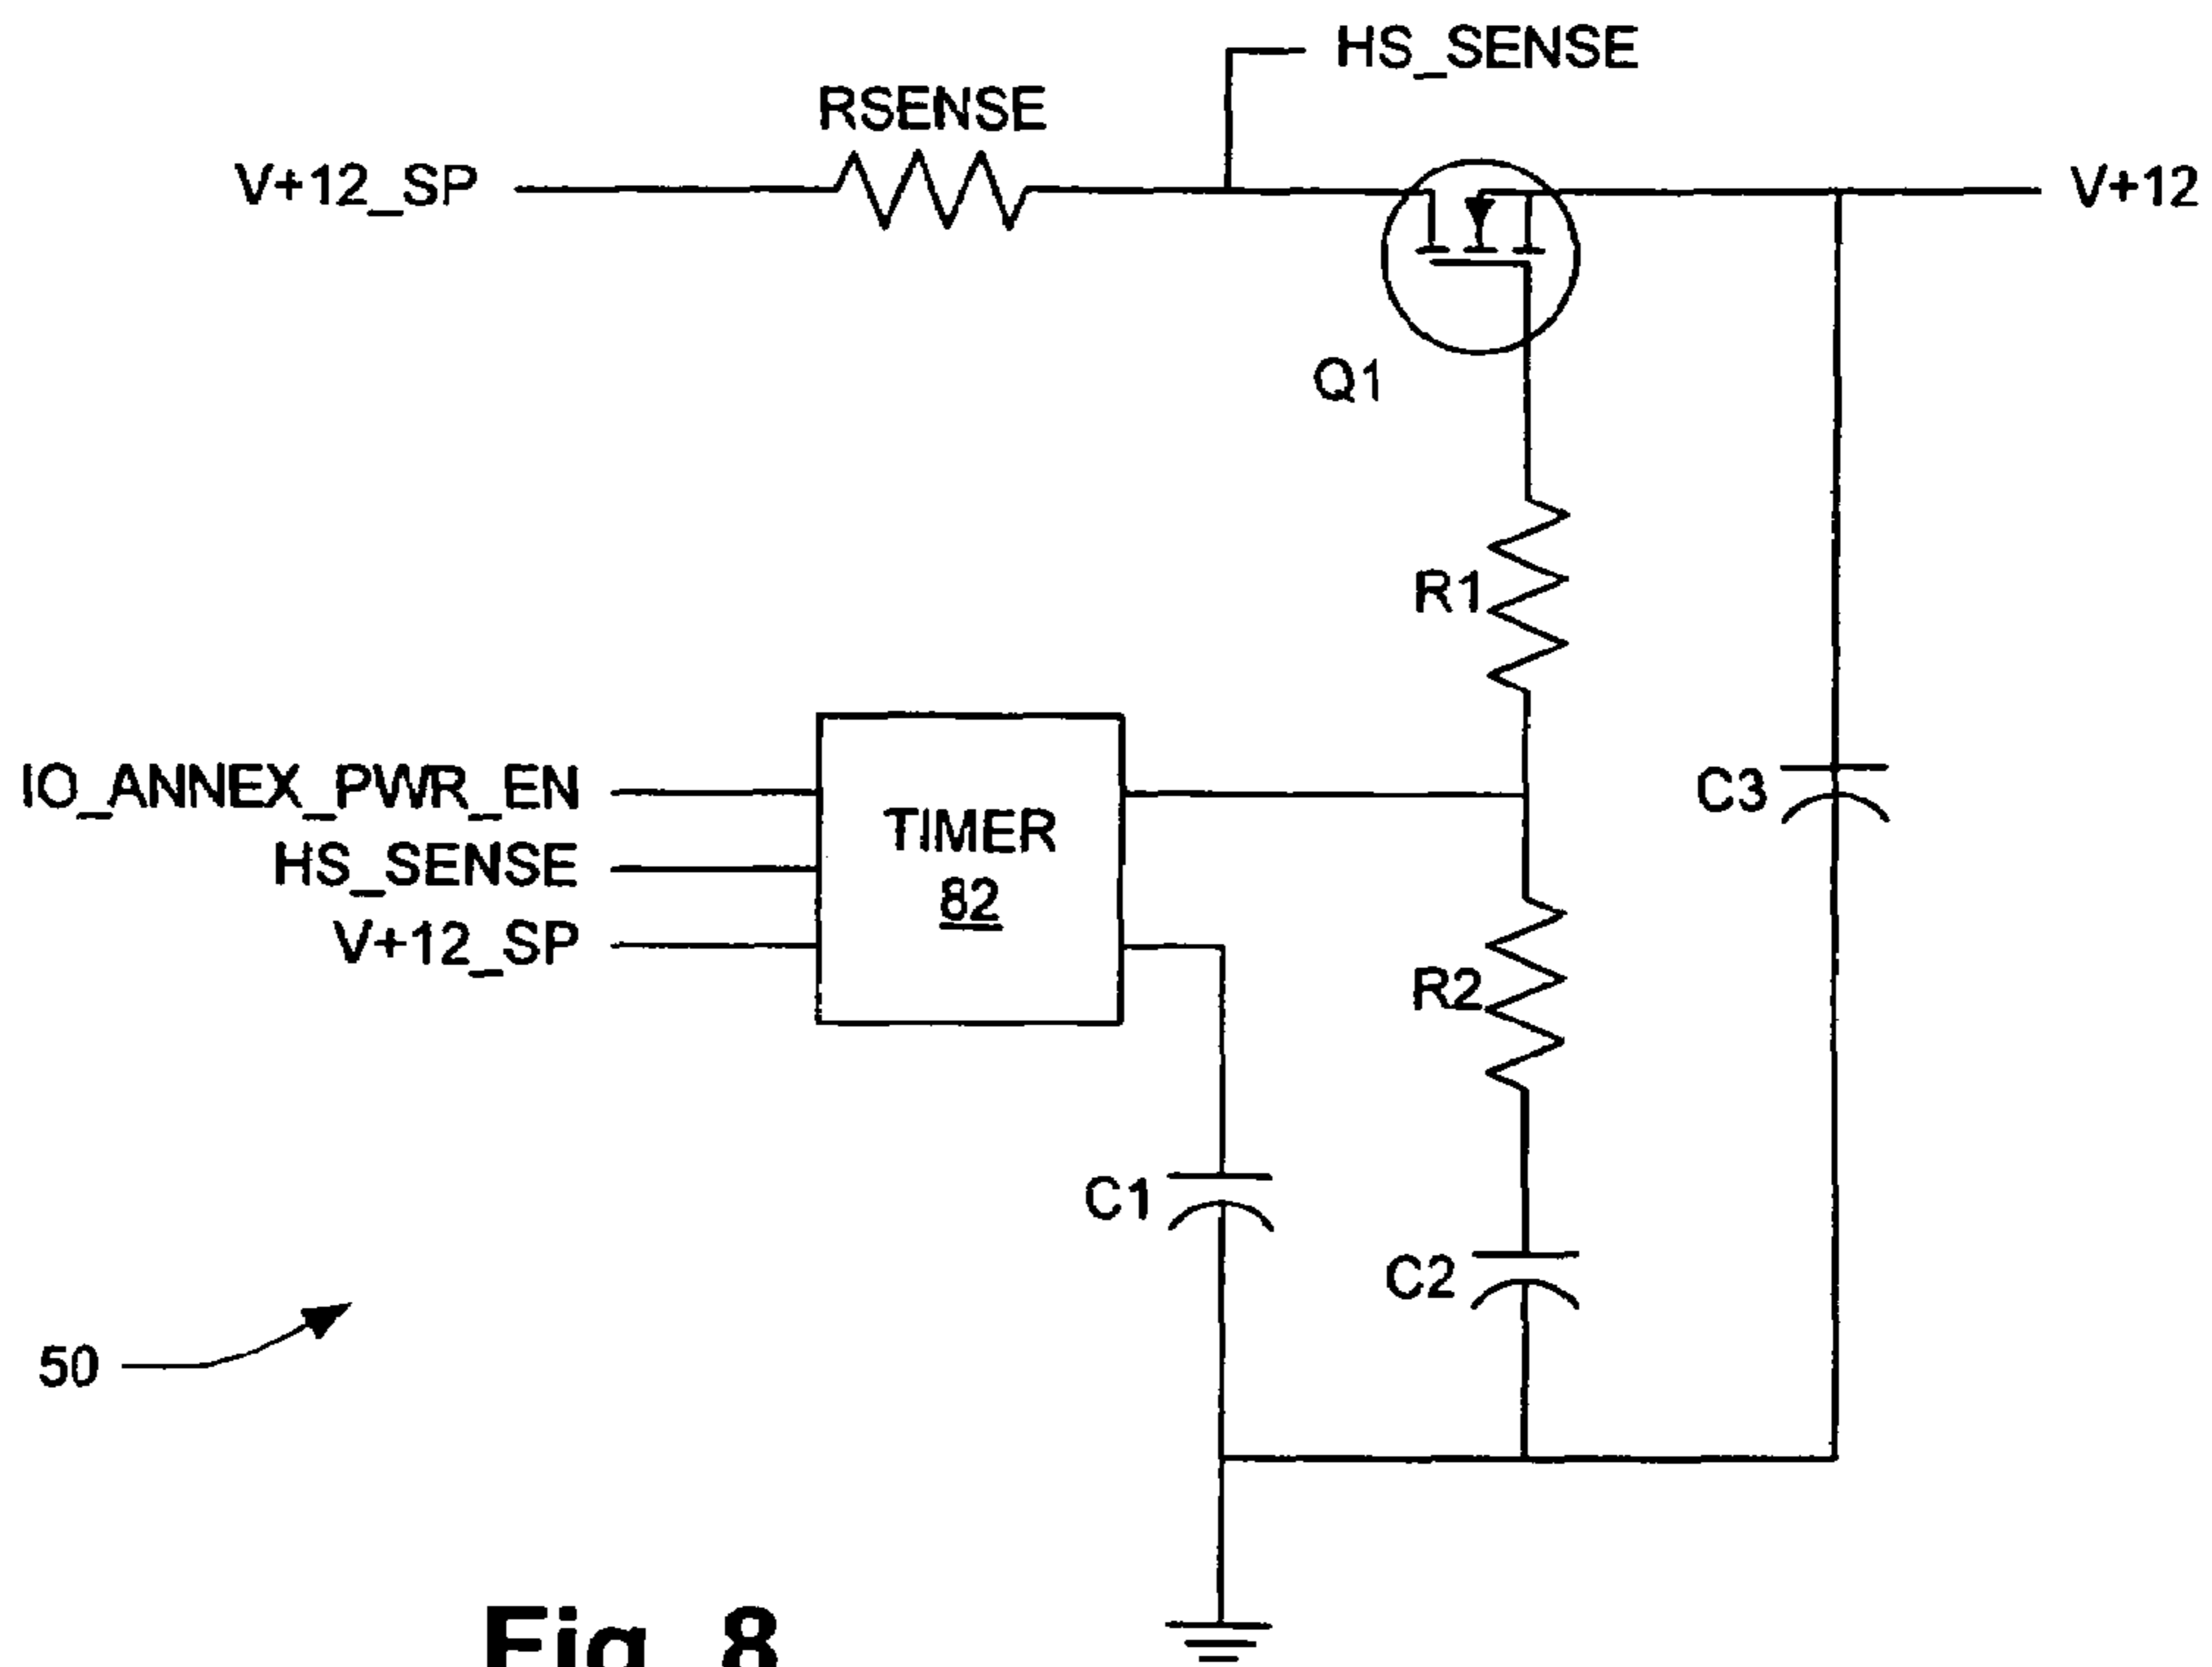 HS_SENSE
RSENSE
V+12_SP
V+12
Q1
R1
IO_ANNEX_PWR_EN
HS_SENSE
V+12_SP
TIMER
82
C3
R2
C1
C2
50
Fig. 8